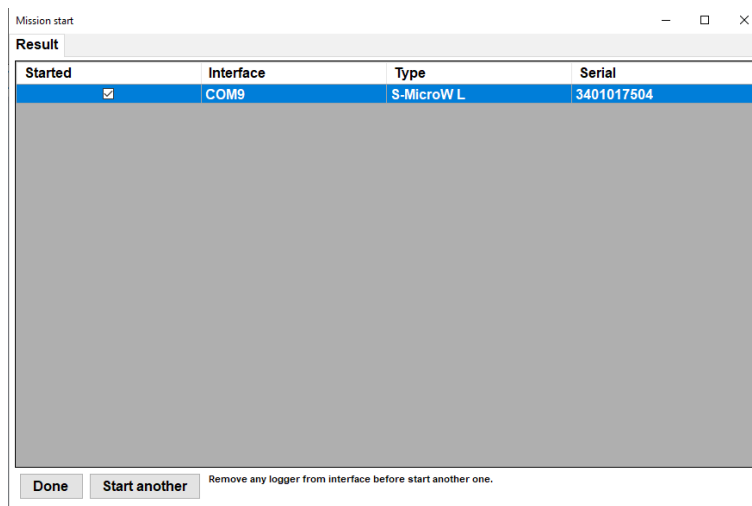 Mission start
Result
Started Interface Type Serial
COM9 S-MicroW L 3401017504
Done Start another Remove any logger from interface before start another one.